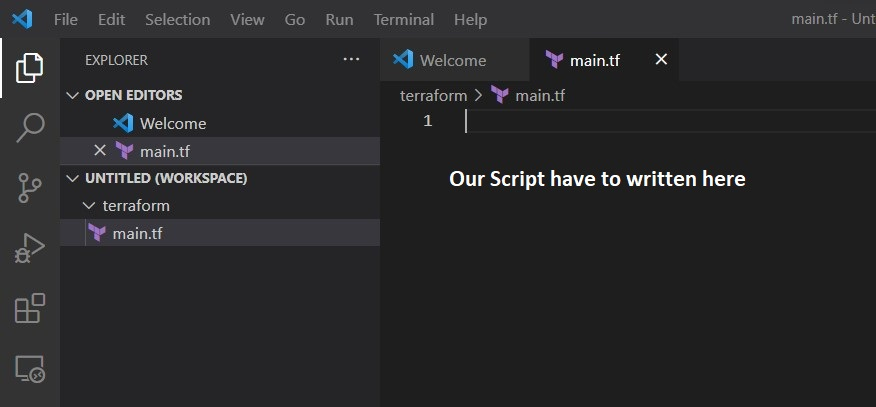 File Edit Selection View Go Run Terminal Help main.tf - Unt
EXPLORER ···
Welcome
main.tf
OPEN EDITORS
Welcome
main.tf
UNTITLED (WORKSPACE)
terraform
main.tf
terraform > main.tf
1
Our Script have to written here